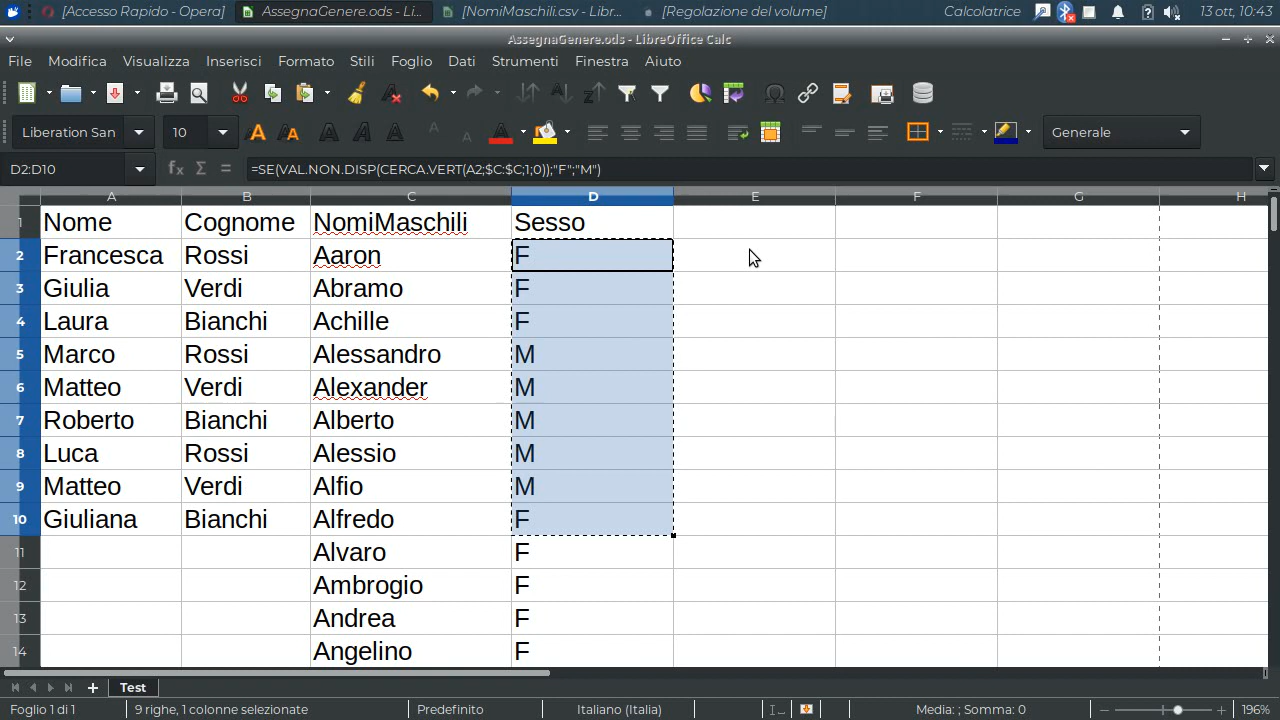 [Accesso Rapido - Opera] AssegnaGenere.ods - Li... [NomiMaschili.csv - Libr... [Regolazione del volume] Calcolatrice 13 ott, 10:43
AssegnaGenere.ods - LibreOffice Calc
File Modifica Visualizza Inserisci Formato Stili Foglio Dati Strumenti Finestra Aiuto
Liberation San 10 Generale
D2:D10 =SE(VAL.NON.DISP(CERCA.VERT(A2;$C:$C;1;0));"F";"M")
A B C D E F G H
1 Nome Cognome NomiMaschili Sesso
2 Francesca Rossi Aaron F
3 Giulia Verdi Abramo F
4 Laura Bianchi Achille F
5 Marco Rossi Alessandro M
6 Matteo Verdi Alexander M
7 Roberto Bianchi Alberto M
8 Luca Rossi Alessio M
9 Matteo Verdi Alfio M
10 Giuliana Bianchi Alfredo F
11 Alvaro F
12 Ambrogio F
13 Andrea F
14 Angelino F
Test
Foglio 1 di 1 9 righe, 1 colonne selezionate Predefinito Italiano (Italia) Media: ; Somma: 0 196%